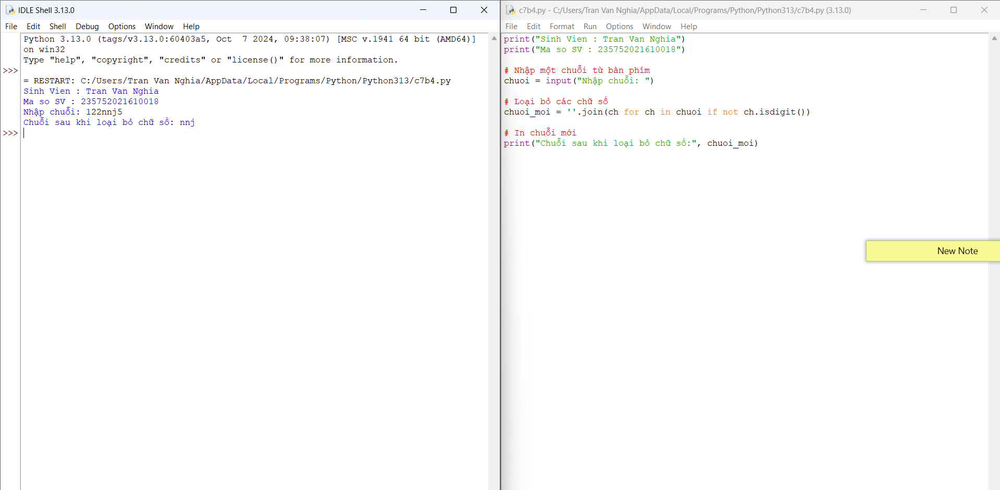 IDLE Shell 3.13.0
File Edit Shell Debug Options Window Help
Python 3.13.0 (tags/v3.13.0:60403a5, Oct  7 2024, 09:38:07) [MSC v.1941 64 bit (AMD64)]
on win32
Type "help", "copyright", "credits" or "license()" for more information.
>>>
= RESTART: C:/Users/Tran Van Nghia/AppData/Local/Programs/Python/Python313/c7b4.py
Sinh Vien : Tran Van Nghia
Ma so SV : 235752021610018
Nhập chuỗi: 122nnj5
Chuỗi sau khi loại bỏ chữ số: nnj
>>>
c7b4.py - C:/Users/Tran Van Nghia/AppData/Local/Programs/Python/Python313/c7b4.py (3.13.0)
File Edit Format Run Options Window Help
print("Sinh Vien : Tran Van Nghia")
print("Ma so SV : 235752021610018")
# Nhập một chuỗi từ bàn phím
chuoi = input("Nhập chuỗi: ")
# Loại bỏ các chữ số
chuoi_moi = ''.join(ch for ch in chuoi if not ch.isdigit())
# In chuỗi mới
print("Chuỗi sau khi loại bỏ chữ số:", chuoi_moi)
New Note